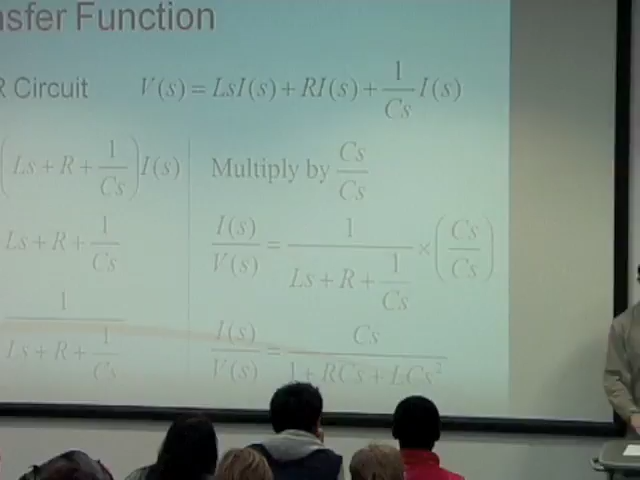 nsfer Function
R Circuit
V(s) = LsI(s) + RI(s) + 1/Cs I(s)
(Ls + R + 1/Cs) I(s)
Ls + R + 1/Cs
1/(Ls + R + 1/Cs)
Multiply by Cs/Cs
I(s)/V(s) = 1/(Ls + R + 1/Cs) × (Cs/Cs)
I(s)/V(s) = Cs/(1 + RCs + LCs²)